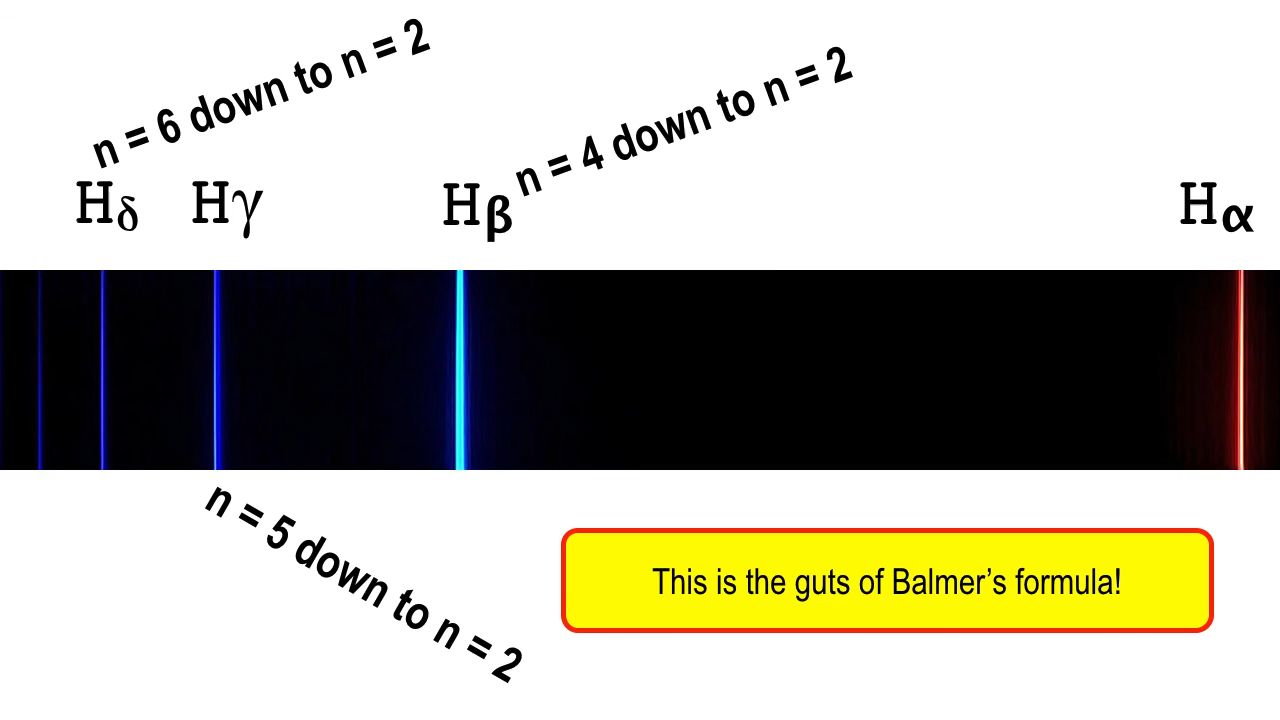 n = 6 down to n = 2
n = 4 down to n = 2
Hδ
Hγ
Hβ
Hα
n = 5 down to n = 2
This is the guts of Balmer’s formula!